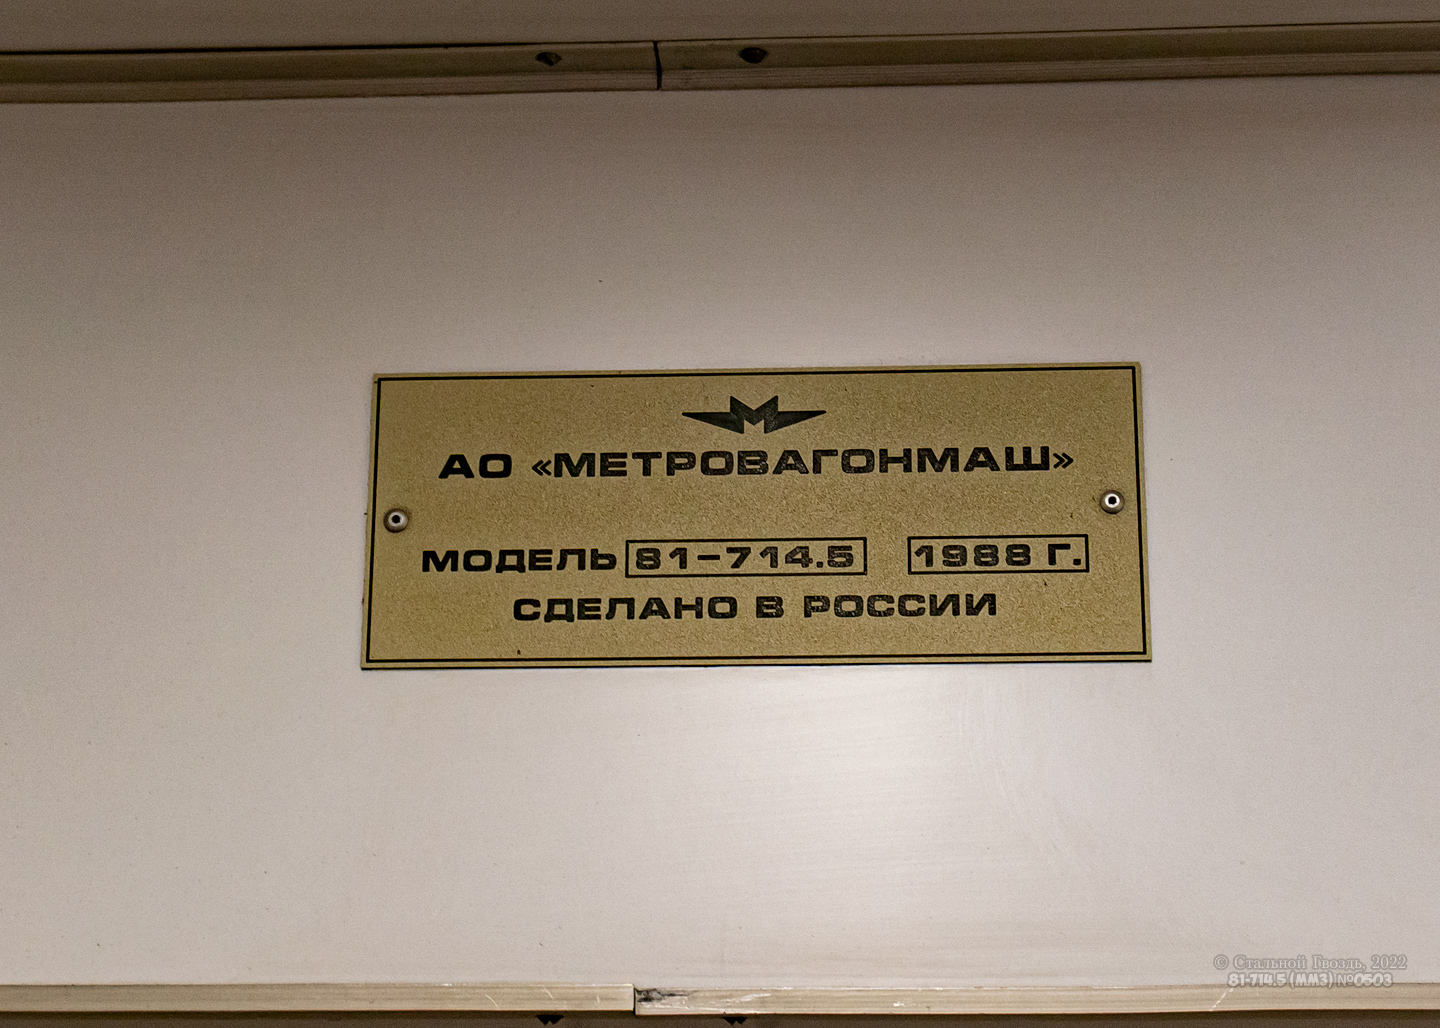 АО «МЕТРОВАГОНМАШ»
МОДЕЛЬ 81-714.5 1988 Г.
СДЕЛАНО В РОССИИ
© Стальной Гвоздь, 2022
81-714.5 (ММЗ) №0503